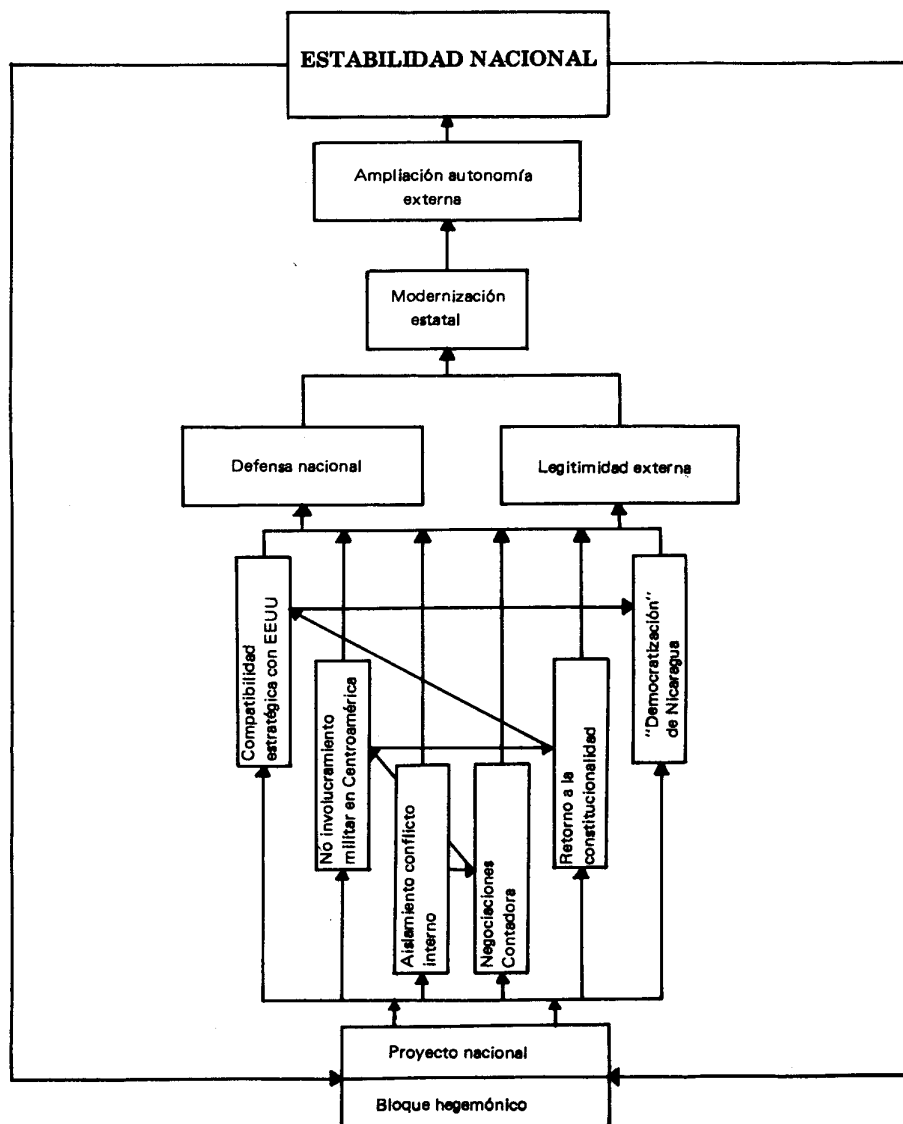 ESTABILIDAD NACIONAL
Ampliación autonomía
externa
Modernización
estatal
Defensa nacional
Legitimidad externa
Compatibilidad
estratégica con EEUU
Nó involucramiento
militar en Centroamérica
Aislamiento conflicto
interno
Negociaciones
Contadora
Retorno a la
constitucionalidad
"Democratización"
de Nicaragua
Proyecto nacional
Bloque hegemónico